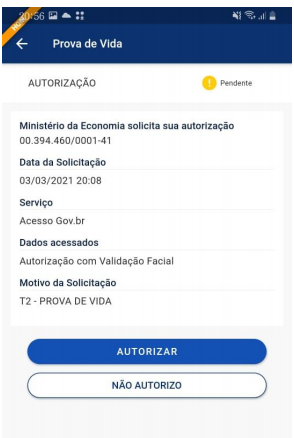 20:56
Prova de Vida
AUTORIZAÇÃO
Pendente
Ministério da Economia solicita sua autorização
00.394.460/0001-41
Data da Solicitação
03/03/2021 20:08
Serviço
Acesso Gov.br
Dados acessados
Autorização com Validação Facial
Motivo da Solicitação
T2 - PROVA DE VIDA
AUTORIZAR
NÃO AUTORIZO